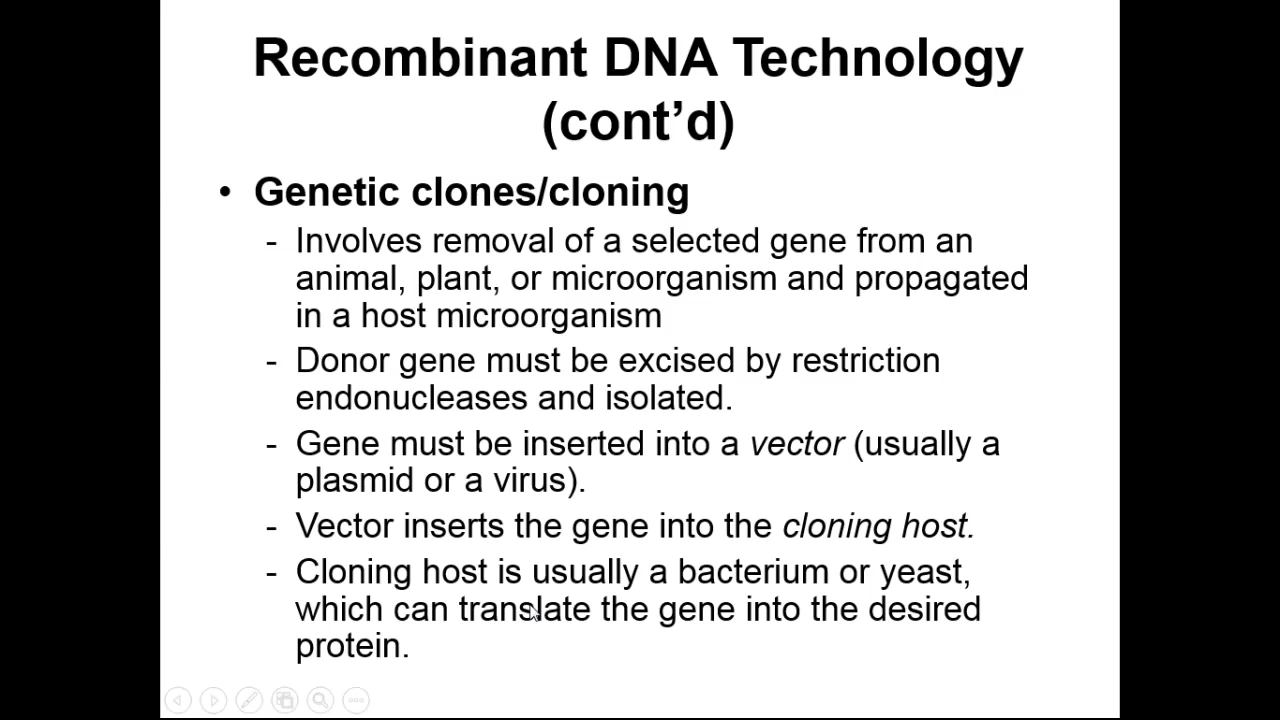 Recombinant DNA Technology
(cont’d)
• Genetic clones/cloning
- Involves removal of a selected gene from an
animal, plant, or microorganism and propagated
in a host microorganism
- Donor gene must be excised by restriction
endonucleases and isolated.
- Gene must be inserted into a vector (usually a
plasmid or a virus).
- Vector inserts the gene into the cloning host.
- Cloning host is usually a bacterium or yeast,
which can translate the gene into the desired
protein.